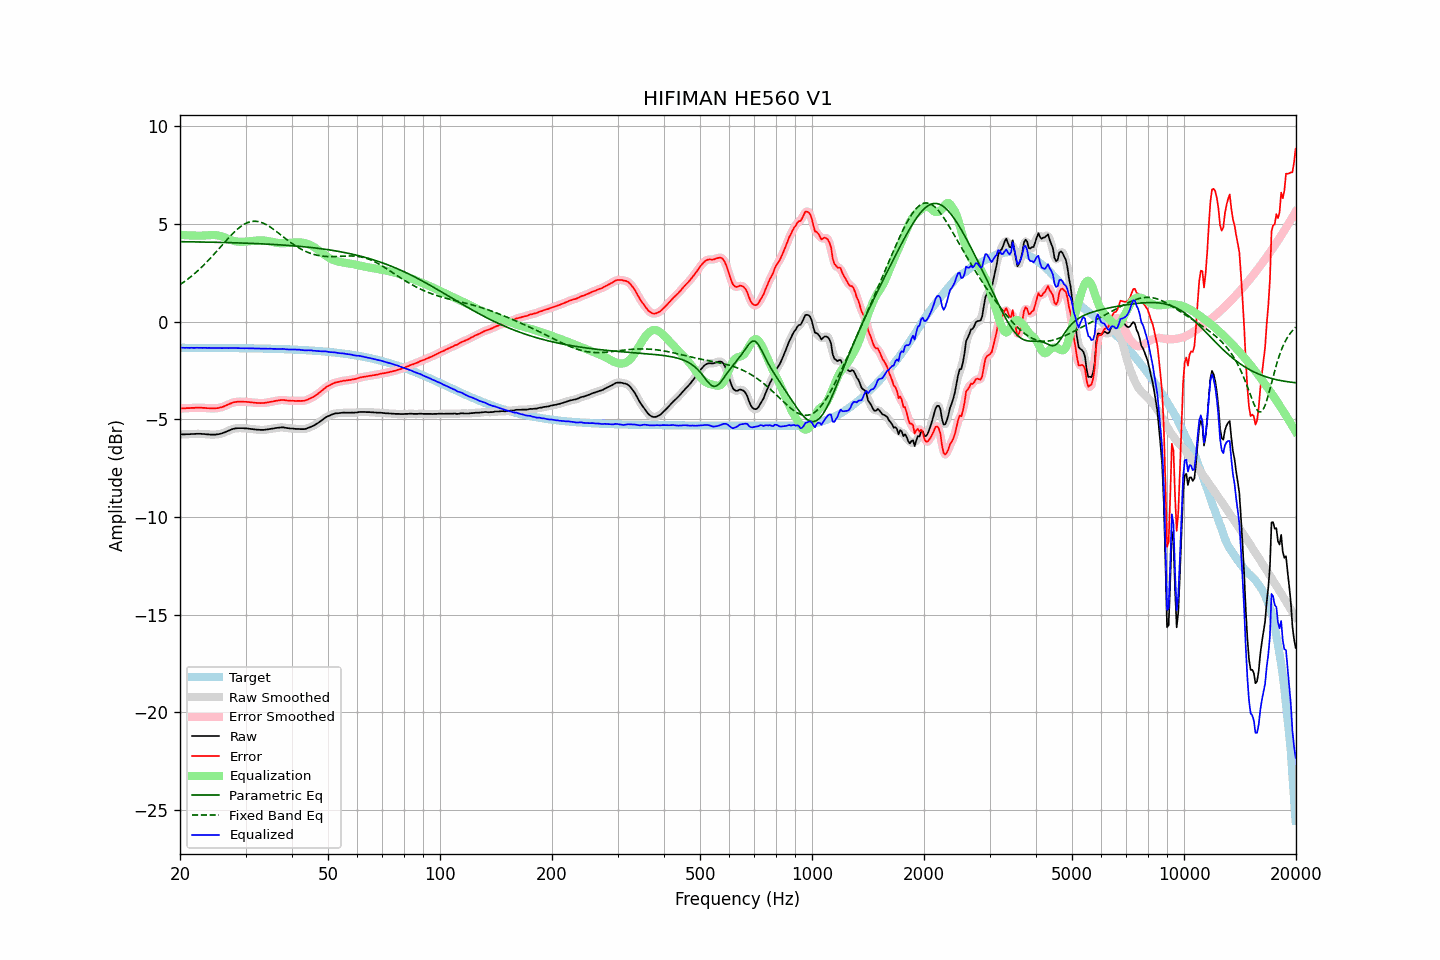 HIFIMAN HE560 V1
Amplitude (dBr)
10
5
0
−5
−10
−15
−20
−25
Target
Raw Smoothed
Error Smoothed
Raw
Error
Equalization
Parametric Eq
Fixed Band Eq
Equalized
20
50
100
200
500
1000
2000
5000
10000
20000
Frequency (Hz)